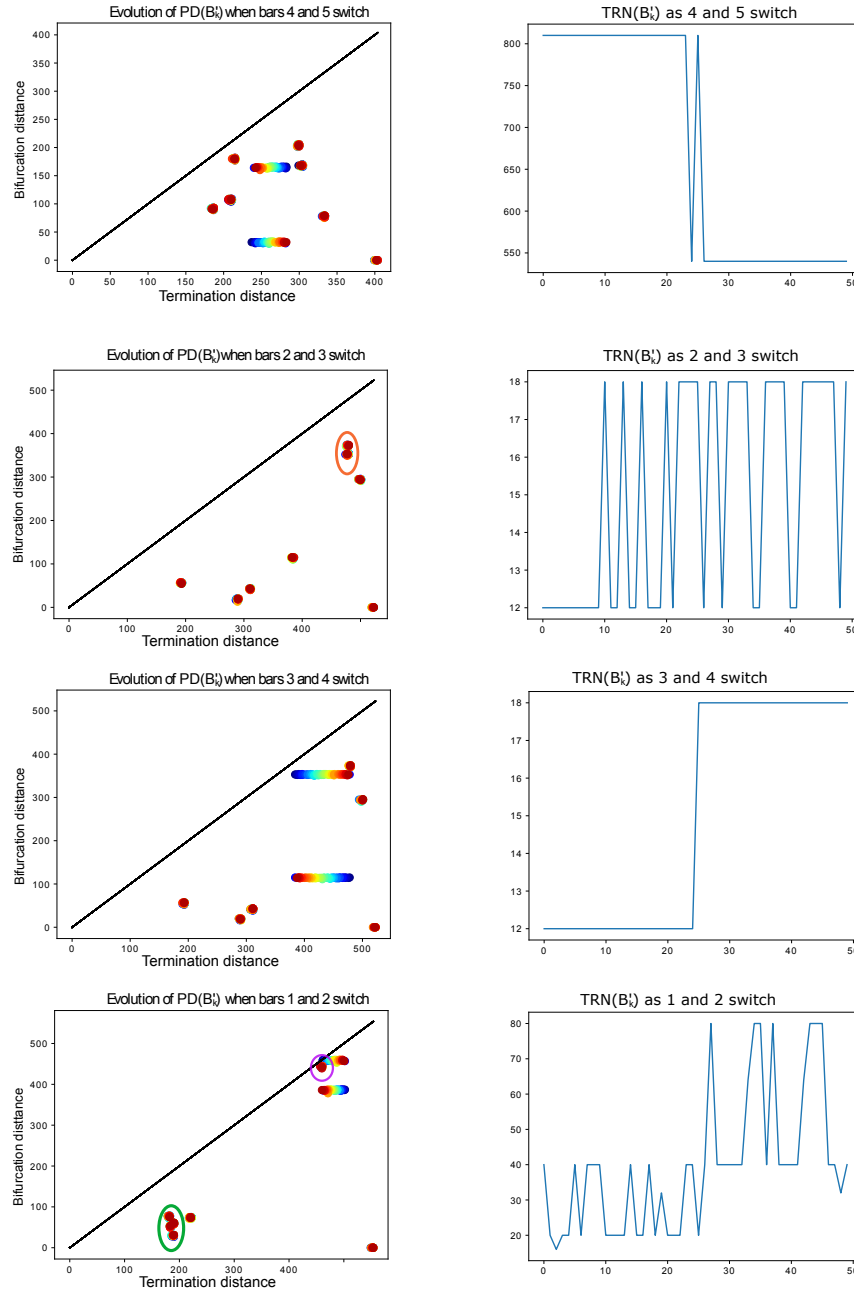 Evolution of PD(B'k) when bars 4 and 5 switch
400
350
300
250
200
150
100
50
0
Bifurcation disttance
0 50 100 150 200 250 300 350 400
Termination distance
TRN(B'k) as 4 and 5 switch
800
750
700
650
600
550
0 10 20 30 40 50
Evolution of PD(B'k) when bars 2 and 3 switch
500
400
300
200
100
0
Bifurcation disttance
0 100 200 300 400
Termination distance
TRN(B'k) as 2 and 3 switch
18
17
16
15
14
13
12
0 10 20 30 40 50
Evolution of PD(B'k) when bars 3 and 4 switch
500
400
300
200
100
0
Bifurcation disttance
0 100 200 300 400 500
Termination distance
TRN(B'k) as 3 and 4 switch
18
17
16
15
14
13
12
0 10 20 30 40 50
Evolution of PD(B'k) when bars 1 and 2 switch
500
400
300
200
100
0
Bifurcation disttance
0 100 200 300 400
Termination distance
TRN(B'k) as 1 and 2 switch
80
70
60
50
40
30
20
0 10 20 30 40 50